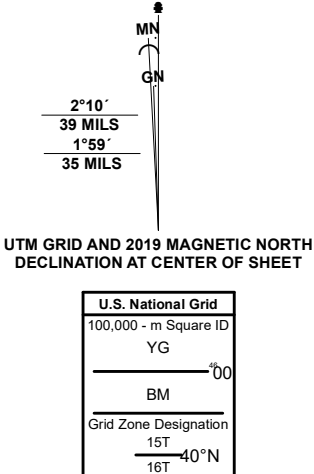 MN
GN
2°10´
39 MILS
1°59´
35 MILS
UTM GRID AND 2019 MAGNETIC NORTH
DECLINATION AT CENTER OF SHEET
U.S. National Grid
100,000 - m Square ID
YG
4600
BM
Grid Zone Designation
15T
40°N
16T